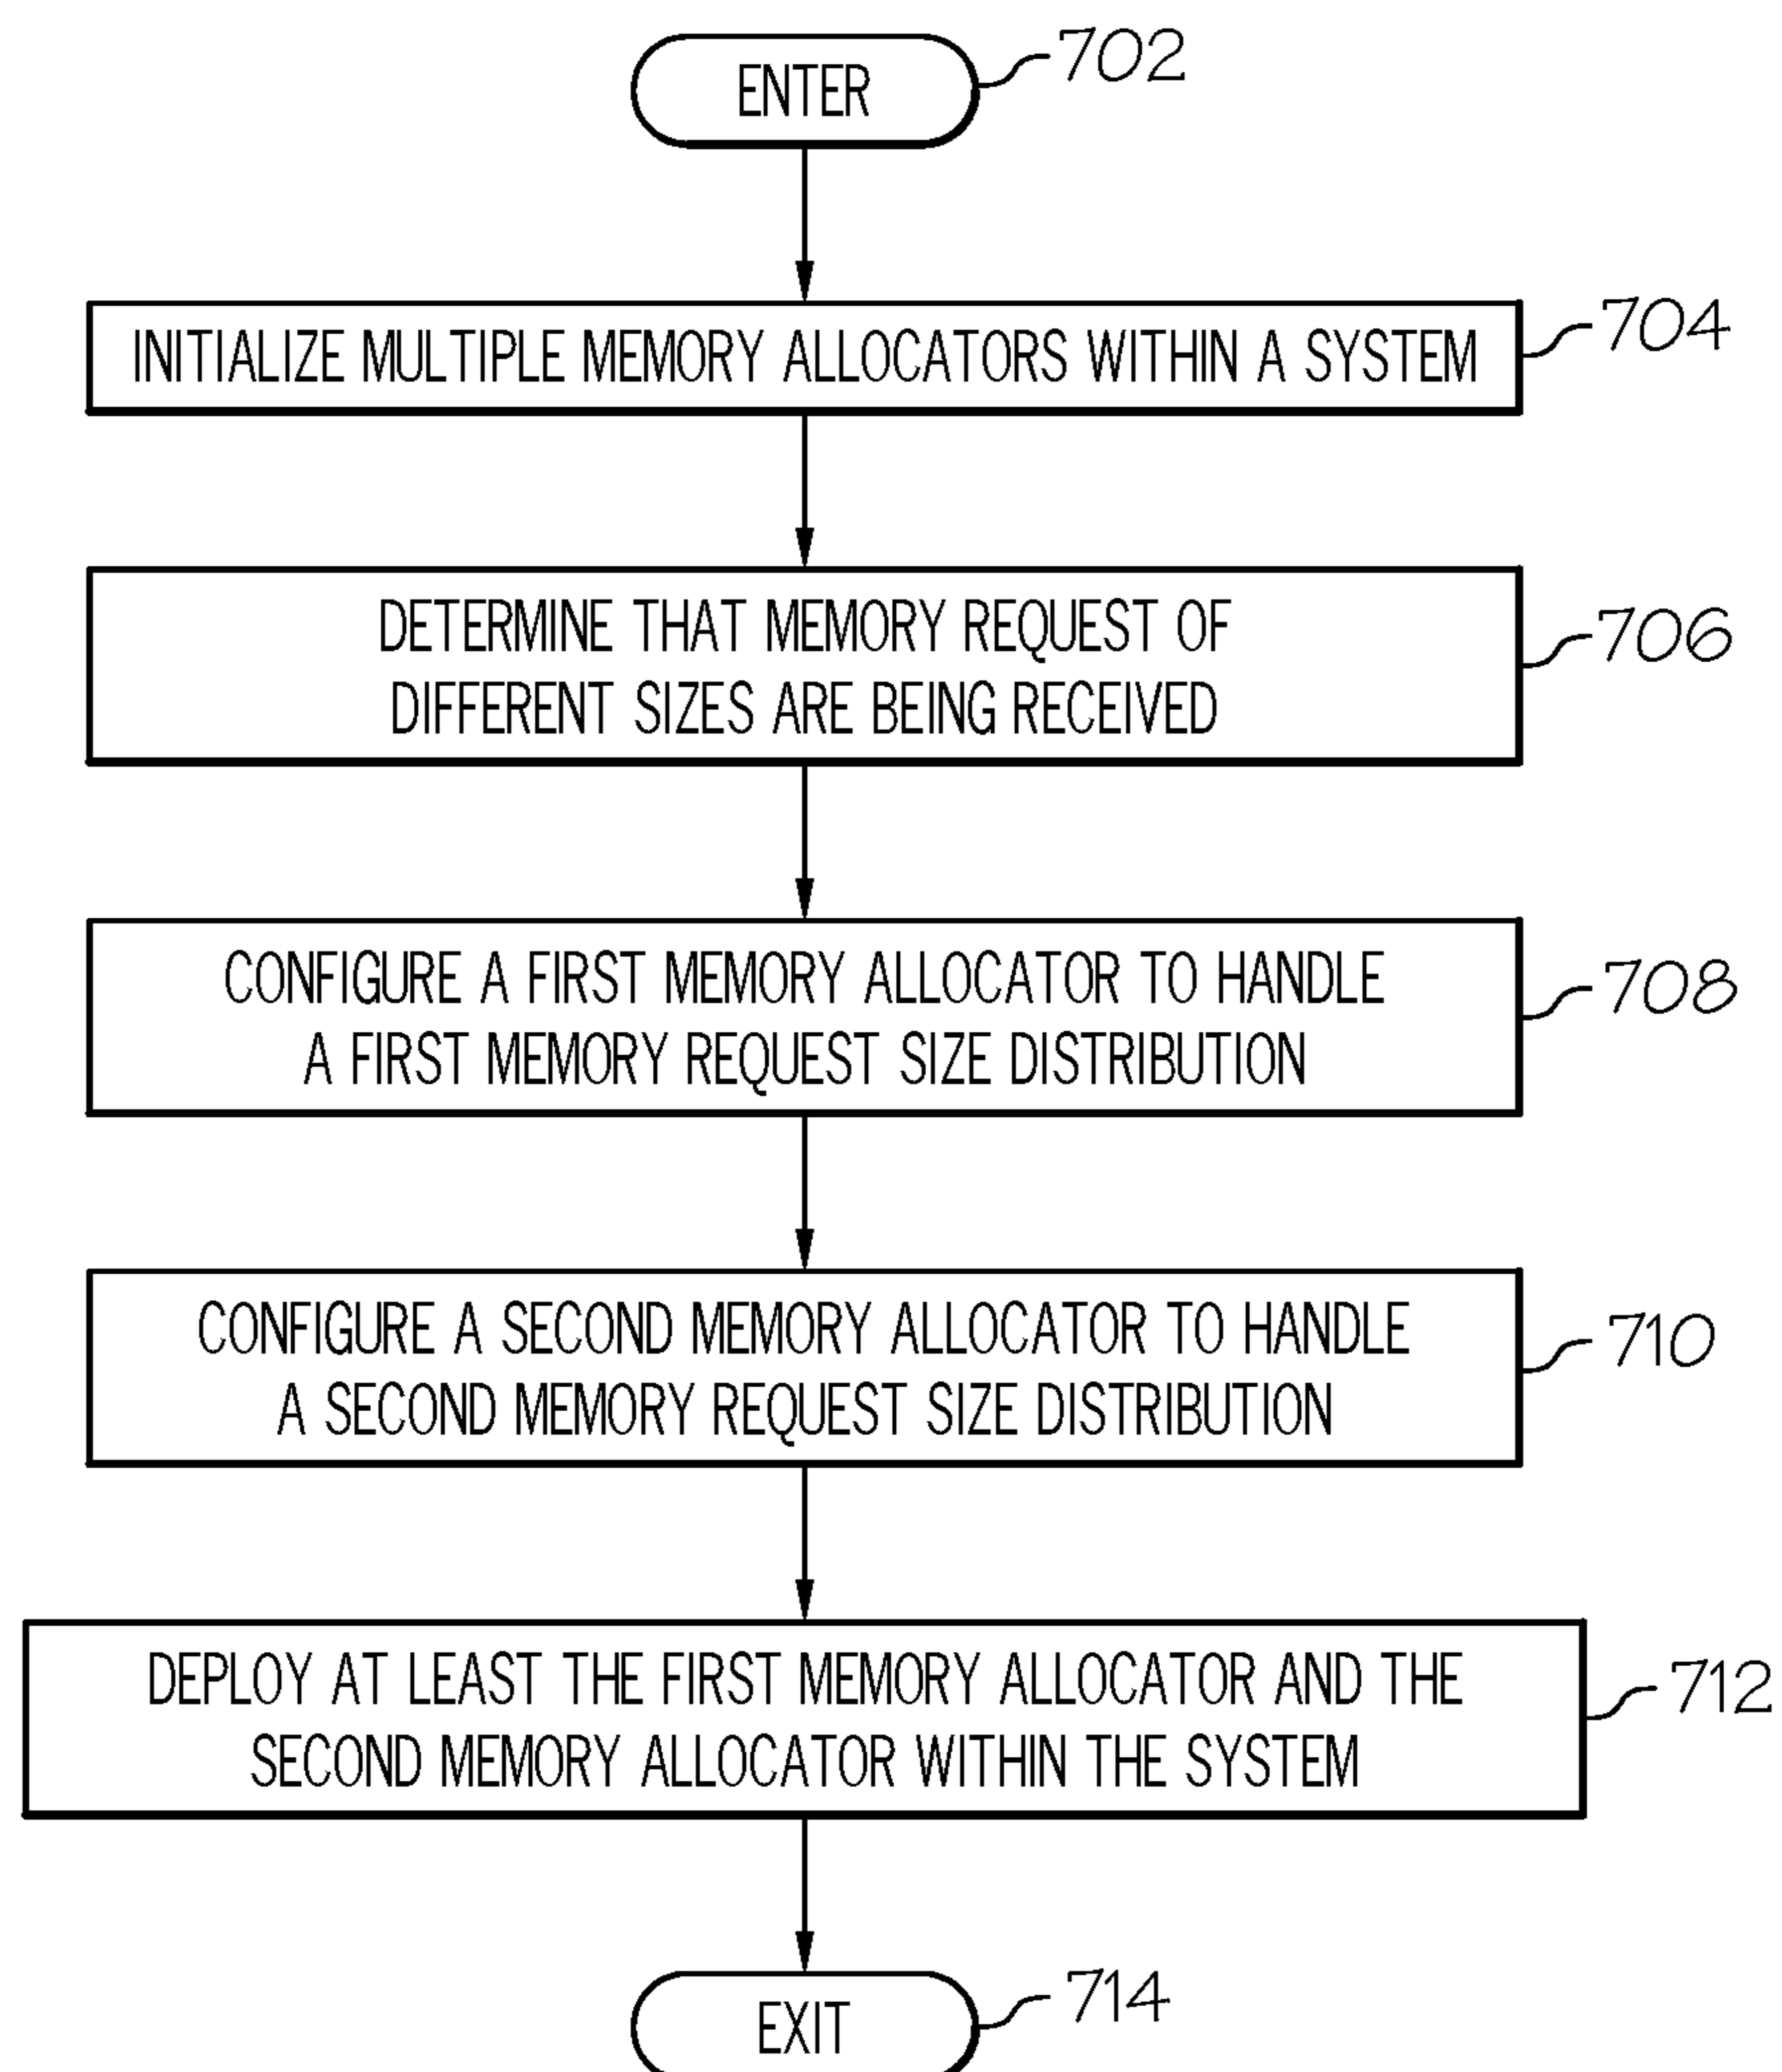 ENTER
702
INITIALIZE MULTIPLE MEMORY ALLOCATORS WITHIN A SYSTEM
704
DETERMINE THAT MEMORY REQUEST OF
DIFFERENT SIZES ARE BEING RECEIVED
706
CONFIGURE A FIRST MEMORY ALLOCATOR TO HANDLE
A FIRST MEMORY REQUEST SIZE DISTRIBUTION
708
CONFIGURE A SECOND MEMORY ALLOCATOR TO HANDLE
A SECOND MEMORY REQUEST SIZE DISTRIBUTION
710
DEPLOY AT LEAST THE FIRST MEMORY ALLOCATOR AND THE
SECOND MEMORY ALLOCATOR WITHIN THE SYSTEM
712
EXIT
714